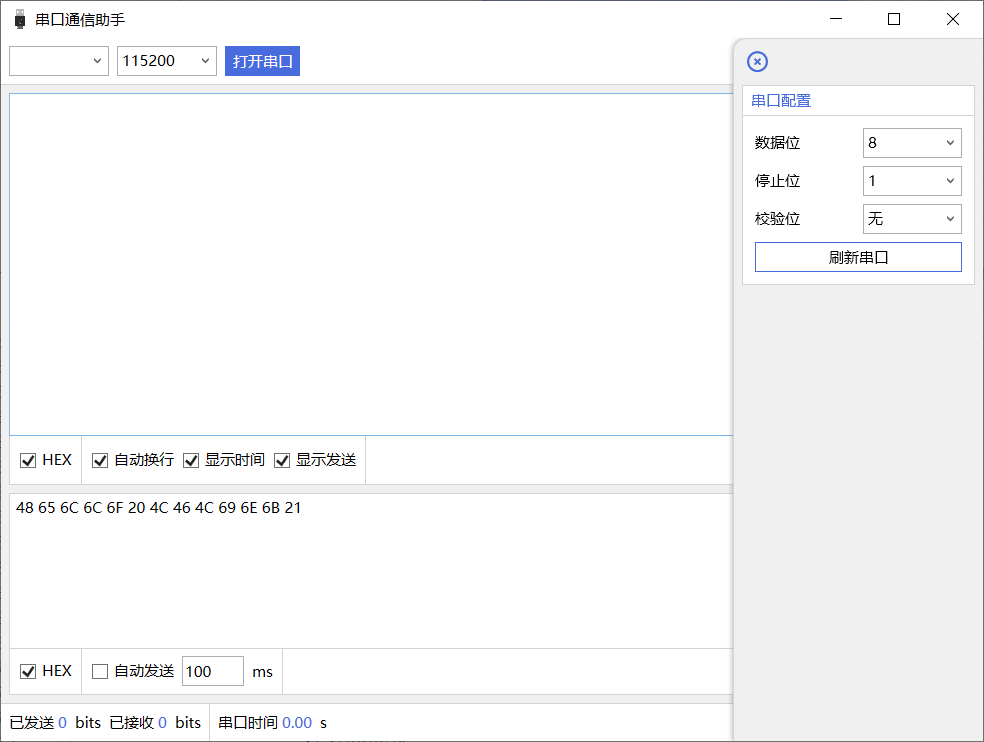 串口通信助手
115200 打开串口
串口配置
数据位 8
停止位 1
校验位 无
刷新串口
HEX 自动换行 显示时间 显示发送
48 65 6C 6C 6F 20 4C 46 4C 69 6E 6B 21
HEX 自动发送 100 ms
已发送 0 bits 已接收 0 bits 串口时间 0.00 s